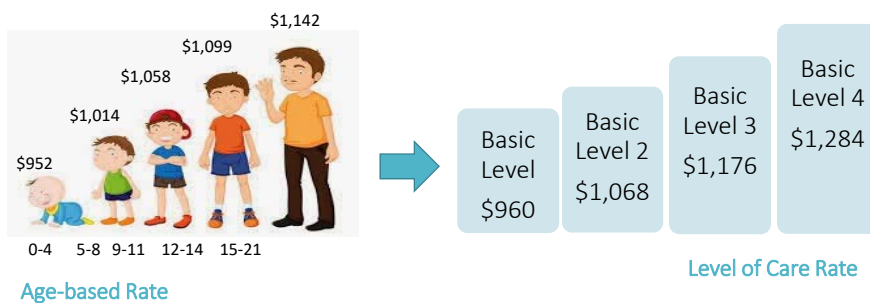 $1,142
$1,099
$1,058
$1,014
$952
0-4 5-8 9-11 12-14 15-21
Age-based Rate
Basic
Level
$960
Basic
Level 2
$1,068
Basic
Level 3
$1,176
Basic
Level 4
$1,284
Level of Care Rate